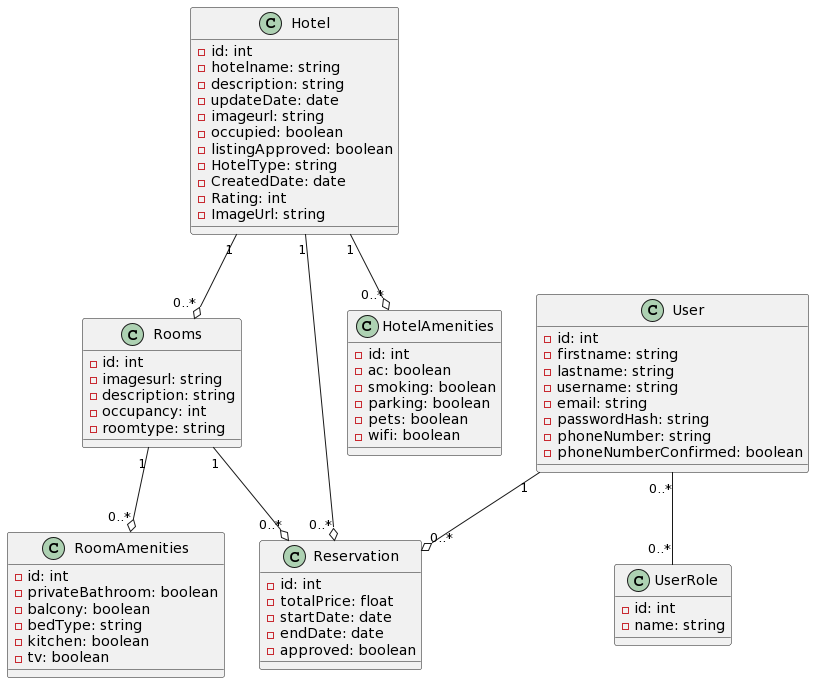 C Hotel
id: int
hotelname: string
description: string
updateDate: date
imageurl: string
occupied: boolean
listingApproved: boolean
HotelType: string
CreatedDate: date
Rating: int
ImageUrl: string
1 1 1
0..* 0..*
C Rooms
id: int
imagesurl: string
description: string
occupancy: int
roomtype: string
C HotelAmenities
id: int
ac: boolean
smoking: boolean
parking: boolean
pets: boolean
wifi: boolean
C User
id: int
firstname: string
lastname: string
username: string
email: string
passwordHash: string
phoneNumber: string
phoneNumberConfirmed: boolean
1 1 1 0..*
0..* 0..* 0..* 0..* 0..*
C RoomAmenities
id: int
privateBathroom: boolean
balcony: boolean
bedType: string
kitchen: boolean
tv: boolean
C Reservation
id: int
totalPrice: float
startDate: date
endDate: date
approved: boolean
C UserRole
id: int
name: string